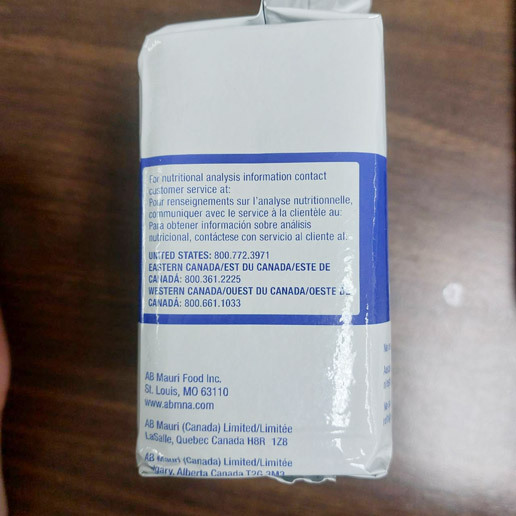 For nutritional analysis information contact
customer service at:
Pour renseignements sur l'analyse nutritionnelle,
communiquer avec le service à la clientèle au:
Para obtener información sobre análisis
nutricional, contáctese con servicio al cliente al:
UNITED STATES: 800.772.3971
EASTERN CANADA/EST DU CANADA/ESTE DE
CANADÁ: 800.361.2225
WESTERN CANADA/OUEST DU CANADA/OESTE DE
CANADÁ: 800.661.1033
AB Mauri Food Inc.
St. Louis, MO 63110
www.abmna.com
AB Mauri (Canada) Limited/Limitée
LaSalle, Quebec Canada H8R 1Z8
AB Mauri (Canada) Limited/Limitée
Alberta Canada